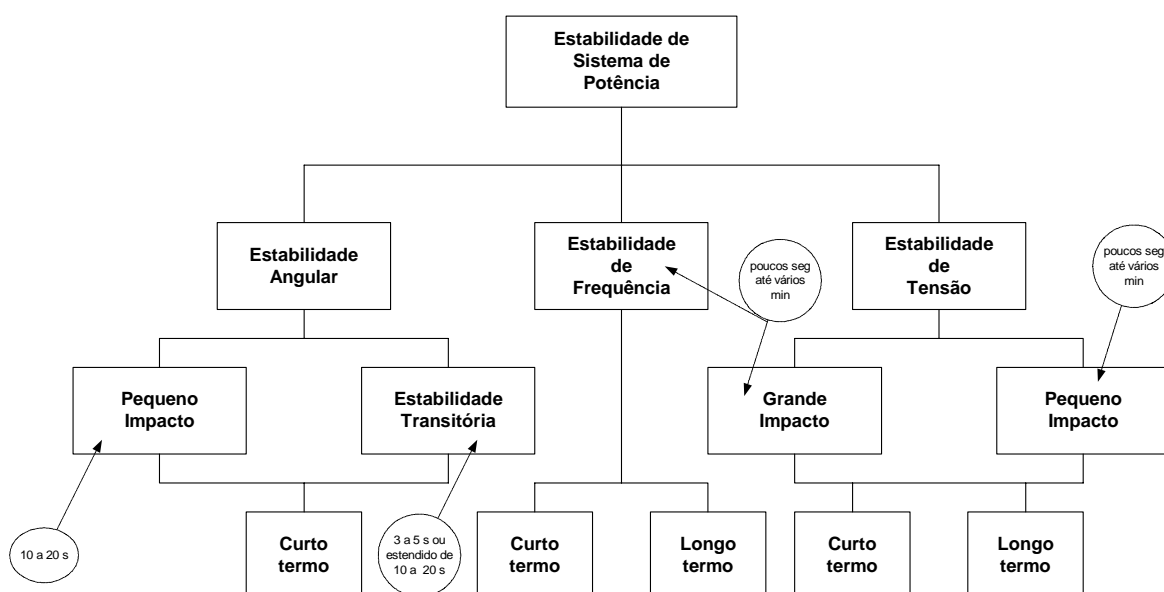 Estabilidade de
Sistema de
Potência
Estabilidade
Angular
Estabilidade
de
Frequência
poucos seg
até vários
min
Estabilidade
de
Tensão
poucos seg
até vários
min
Pequeno
Impacto
Estabilidade
Transitória
Grande
Impacto
Pequeno
Impacto
10 a 20 s
Curto
termo
3 a 5 s ou
estendido de
10 a 20 s
Curto
termo
Longo
termo
Curto
termo
Longo
termo